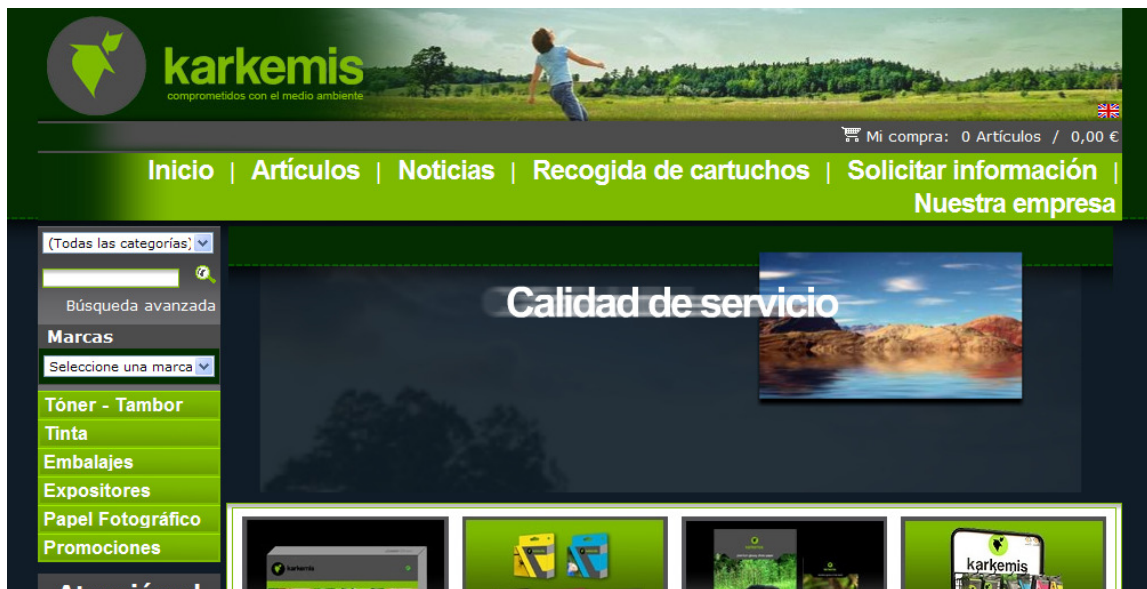 karkemis
comprometidos con el medio ambiente
Mi compra: 0 Artículos / 0,00 €
Inicio | Artículos | Noticias | Recogida de cartuchos | Solicitar información |
Nuestra empresa
(Todas las categorías)
Búsqueda avanzada
Marcas
Seleccione una marca
Calidad de servicio
Tóner - Tambor
Tinta
Embalajes
Expositores
Papel Fotográfico
Promociones
karkemis
karkemis
karkemis